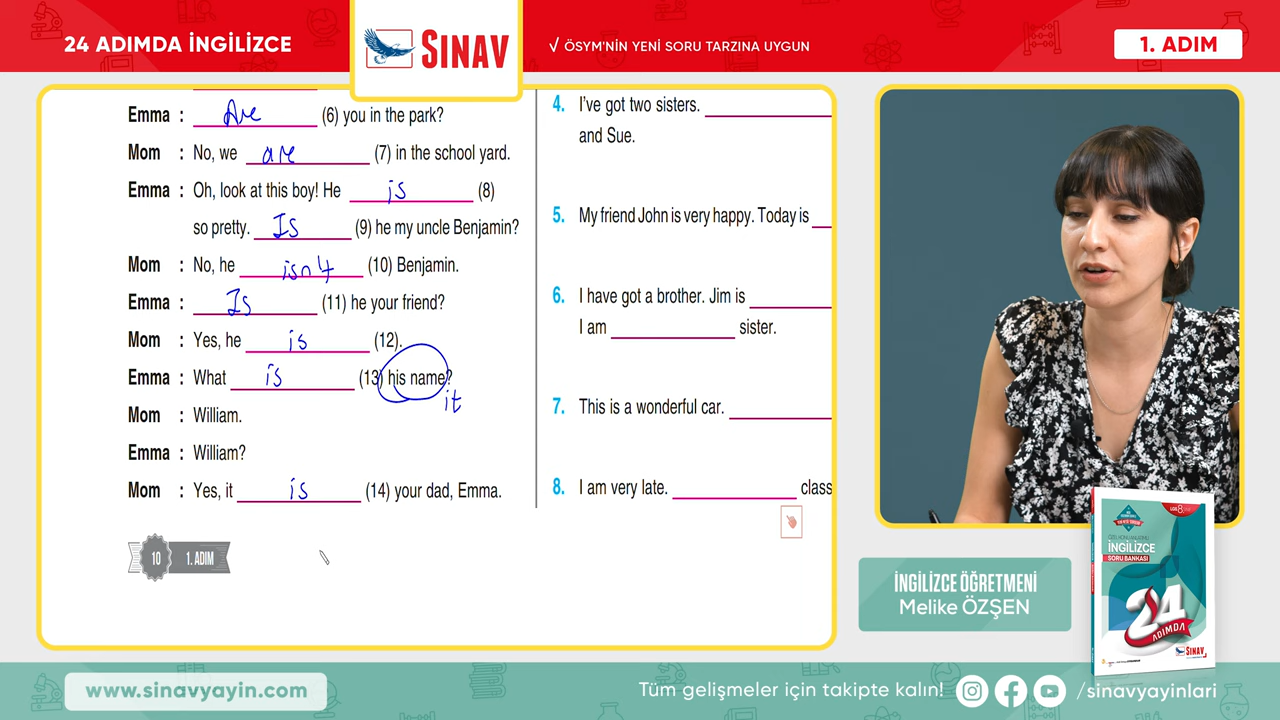 24 ADIMDA İNGİLİZCE
SINAV
√ ÖSYM'NİN YENİ SORU TARZINA UYGUN
1. ADIM
Emma : Are (6) you in the park?
Mom : No, we are (7) in the school yard.
Emma : Oh, look at this boy! He is (8)
so pretty. Is (9) he my uncle Benjamin?
Mom : No, he isn't (10) Benjamin.
Emma : Is (11) he your friend?
Mom : Yes, he is (12).
Emma : What is (13) his name?
it
Mom : William.
Emma : William?
Mom : Yes, it is (14) your dad, Emma.
10 1. ADIM
4. I've got two sisters.
and Sue.
5. My friend John is very happy. Today is
6. I have got a brother. Jim is
I am sister.
7. This is a wonderful car.
8. I am very late. class
İNGİLİZCE ÖĞRETMENİ
Melike ÖZŞEN
İNGİLİZCE
SORU BANKASI
24
ADIMDA
SINAV
www.sinavyayin.com
Tüm gelişmeler için takipte kalın! /sinavyayinlari